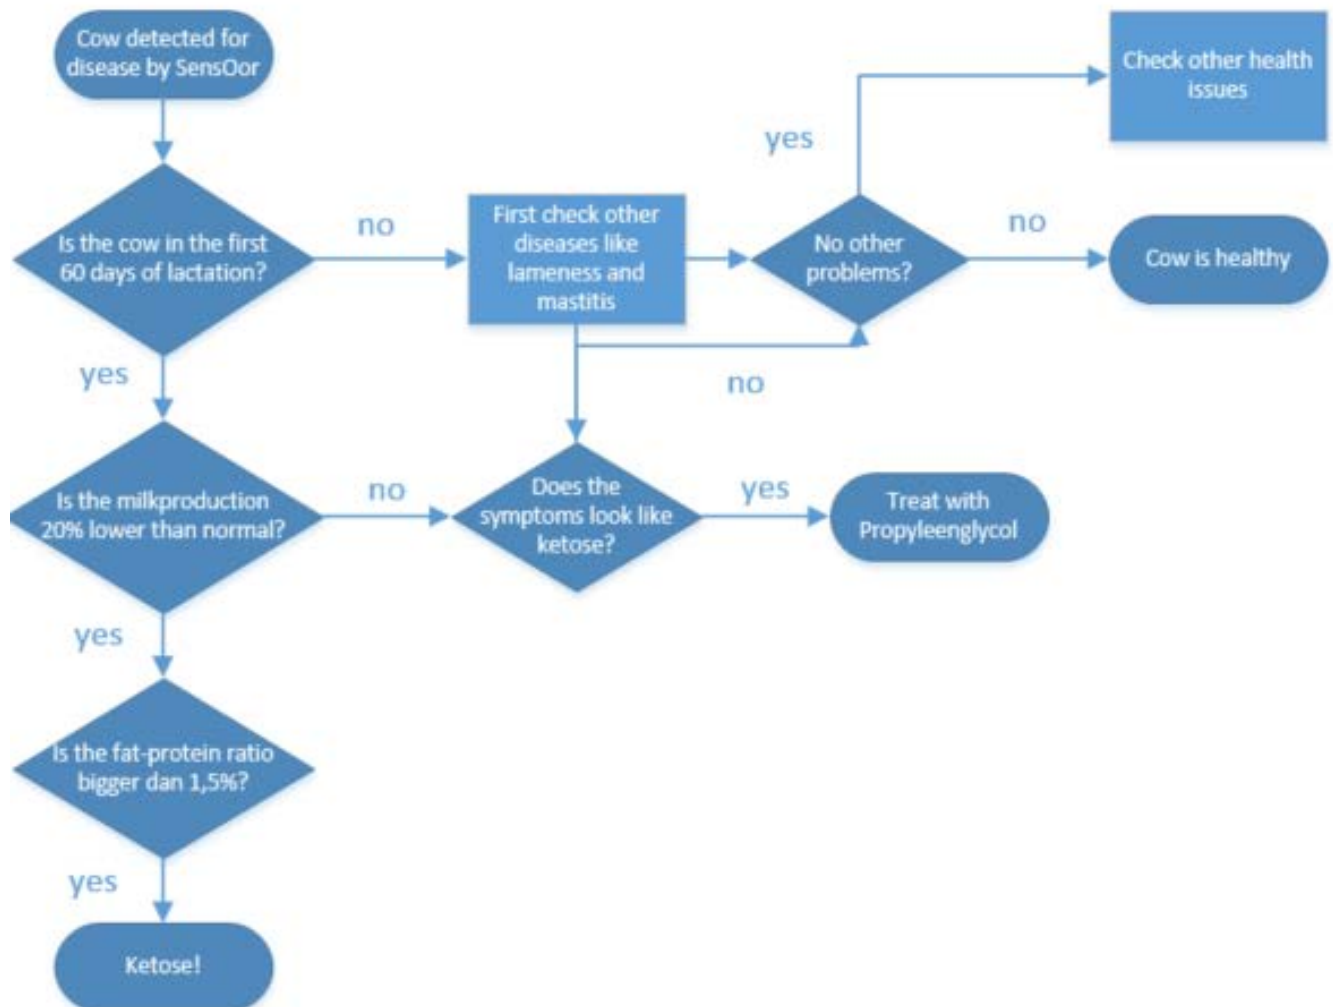 Cow detected for
disease by SensOor
Check other health
issues
yes
Is the cow in the first
60 days of lactation?
no
First check other
diseases like
lameness and
mastitis
No other
problems?
no
Cow is healthy
yes
no
Is the milkproduction
20% lower than normal?
no
Does the
symptoms look like
ketose?
yes
Treat with
Propyleenglycol
yes
Is the fat-protein ratio
bigger dan 1,5%?
yes
Ketose!